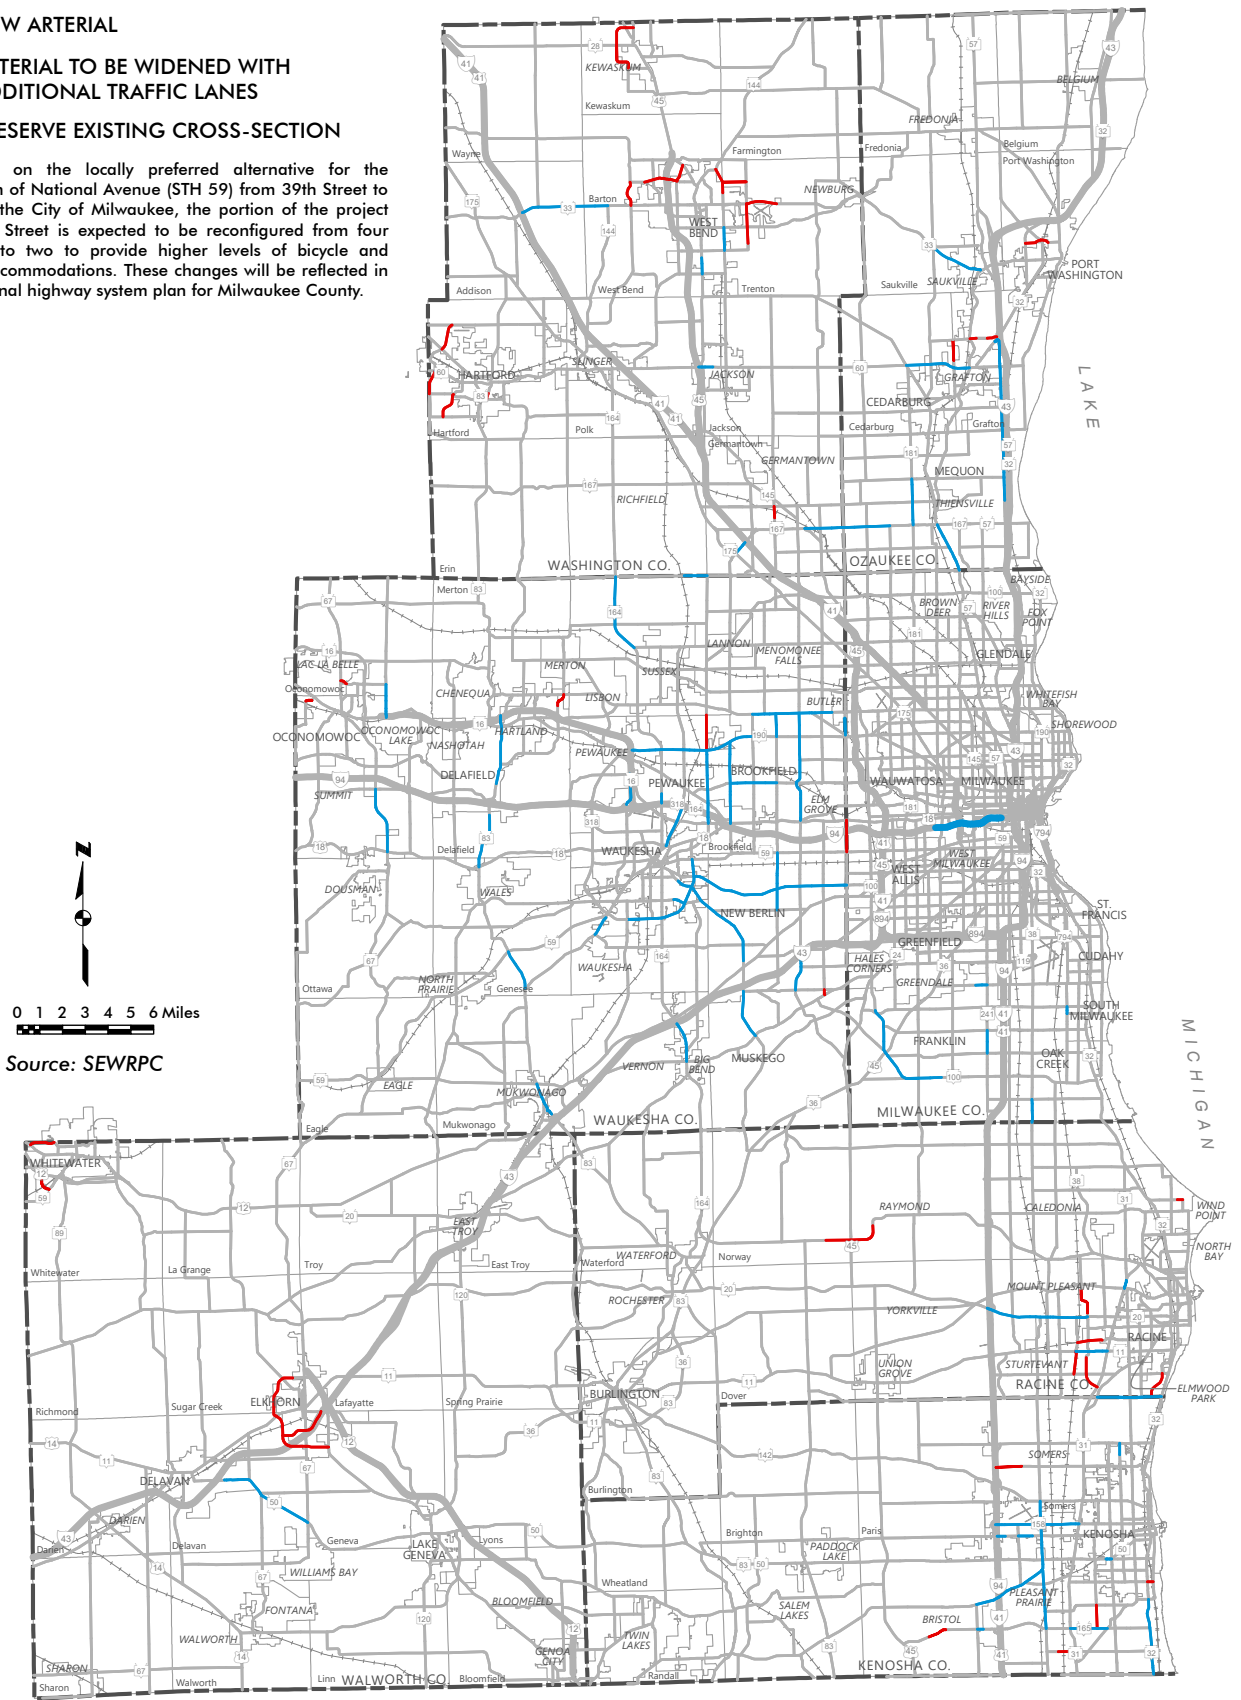 W ARTERIAL
TERIAL TO BE WIDENED WITH
DDITIONAL TRAFFIC LANES
ESERVE EXISTING CROSS-SECTION
on the locally preferred alternative for the
n of National Avenue (STH 59) from 39th Street to
the City of Milwaukee, the portion of the project
Street is expected to be reconfigured from four
to two to provide higher levels of bicycle and
commodations. These changes will be reflected in
nal highway system plan for Milwaukee County.
KEWASKUM
Kewaskum
BELGIUM
FREDONIA
Wayne
Farmington
Fredonia
Belgium
Port Washington
NEWBURG
Barton
WEST
BEND
PORT
WASHINGTON
Addison
West Bend
Trenton
Saukville
SAUKVILLE
SLINGER
HARTFORD
JACKSON
GRAFTON
CEDARBURG
LAKE
Hartford
Polk
Jackson
Germantown
Cedarburg
Grafton
GERMANTOWN
MEQUON
RICHFIELD
THIENSVILLE
Erin
WASHINGTON CO.
OZAUKEE CO.
Merton
BAYSIDE
BROWN
DEER
RIVER
HILLS
FOX
POINT
LAC LA BELLE
Oconomowoc
CHENEQUA
MERTON
LISBON
SUSSEX
LANNON
MENOMONEE
FALLS
GLENDALE
WHITEFISH
BAY
BUTLER
SHOREWOOD
OCONOMOWOC
OCONOMOWOC
LAKE
NASHOTAH
HARTLAND
PEWAUKEE
DELAFIELD
PEWAUKEE
BROOKFIELD
WAUWATOSA
MILWAUKEE
SUMMIT
ELM
GROVE
Delafield
WAUKESHA
Brookfield
WEST
MILWAUKEE
WEST
ALLIS
DOUSMAN
WALES
NEW BERLIN
ST.
FRANCIS
GREENFIELD
WAUKESHA
HALES
CORNERS
CUDAHY
NORTH
PRAIRIE
Genesee
Ottawa
GREENDALE
SOUTH
MILWAUKEE
0 1 2 3 4 5 6 Miles
Source: SEWRPC
FRANKLIN
OAK
CREEK
MICHIGAN
EAGLE
VERNON
BIG
BEND
MUSKEGO
MUKWONAGO
Eagle
Mukwonago
WAUKESHA CO.
MILWAUKEE CO.
WHITEWATER
EAST
TROY
RAYMOND
CALEDONIA
WIND
POINT
NORTH
BAY
Whitewater
La Grange
Troy
East Troy
WATERFORD
Waterford
Norway
ROCHESTER
MOUNT PLEASANT
YORKVILLE
RACINE
UNION
GROVE
STURTEVANT
RACINE CO.
ELMWOOD
PARK
Richmond
Sugar Creek
ELKHORN
Lafayette
Spring Prairie
BURLINGTON
Dover
SOMERS
DELAVAN
DARIEN
Darien
Delavan
Geneva
LAKE
GENEVA
Lyons
Burlington
Somers
KENOSHA
Brighton
Paris
PADDOCK
LAKE
WILLIAMS BAY
FONTANA
BLOOMFIELD
Wheatland
SALEM
LAKES
PLEASANT
PRAIRIE
BRISTOL
WALWORTH
TWIN
LAKES
GENOA
CITY
SHARON
Sharon
Walworth
Linn
WALWORTH CO.
Bloomfield
Randall
KENOSHA CO.